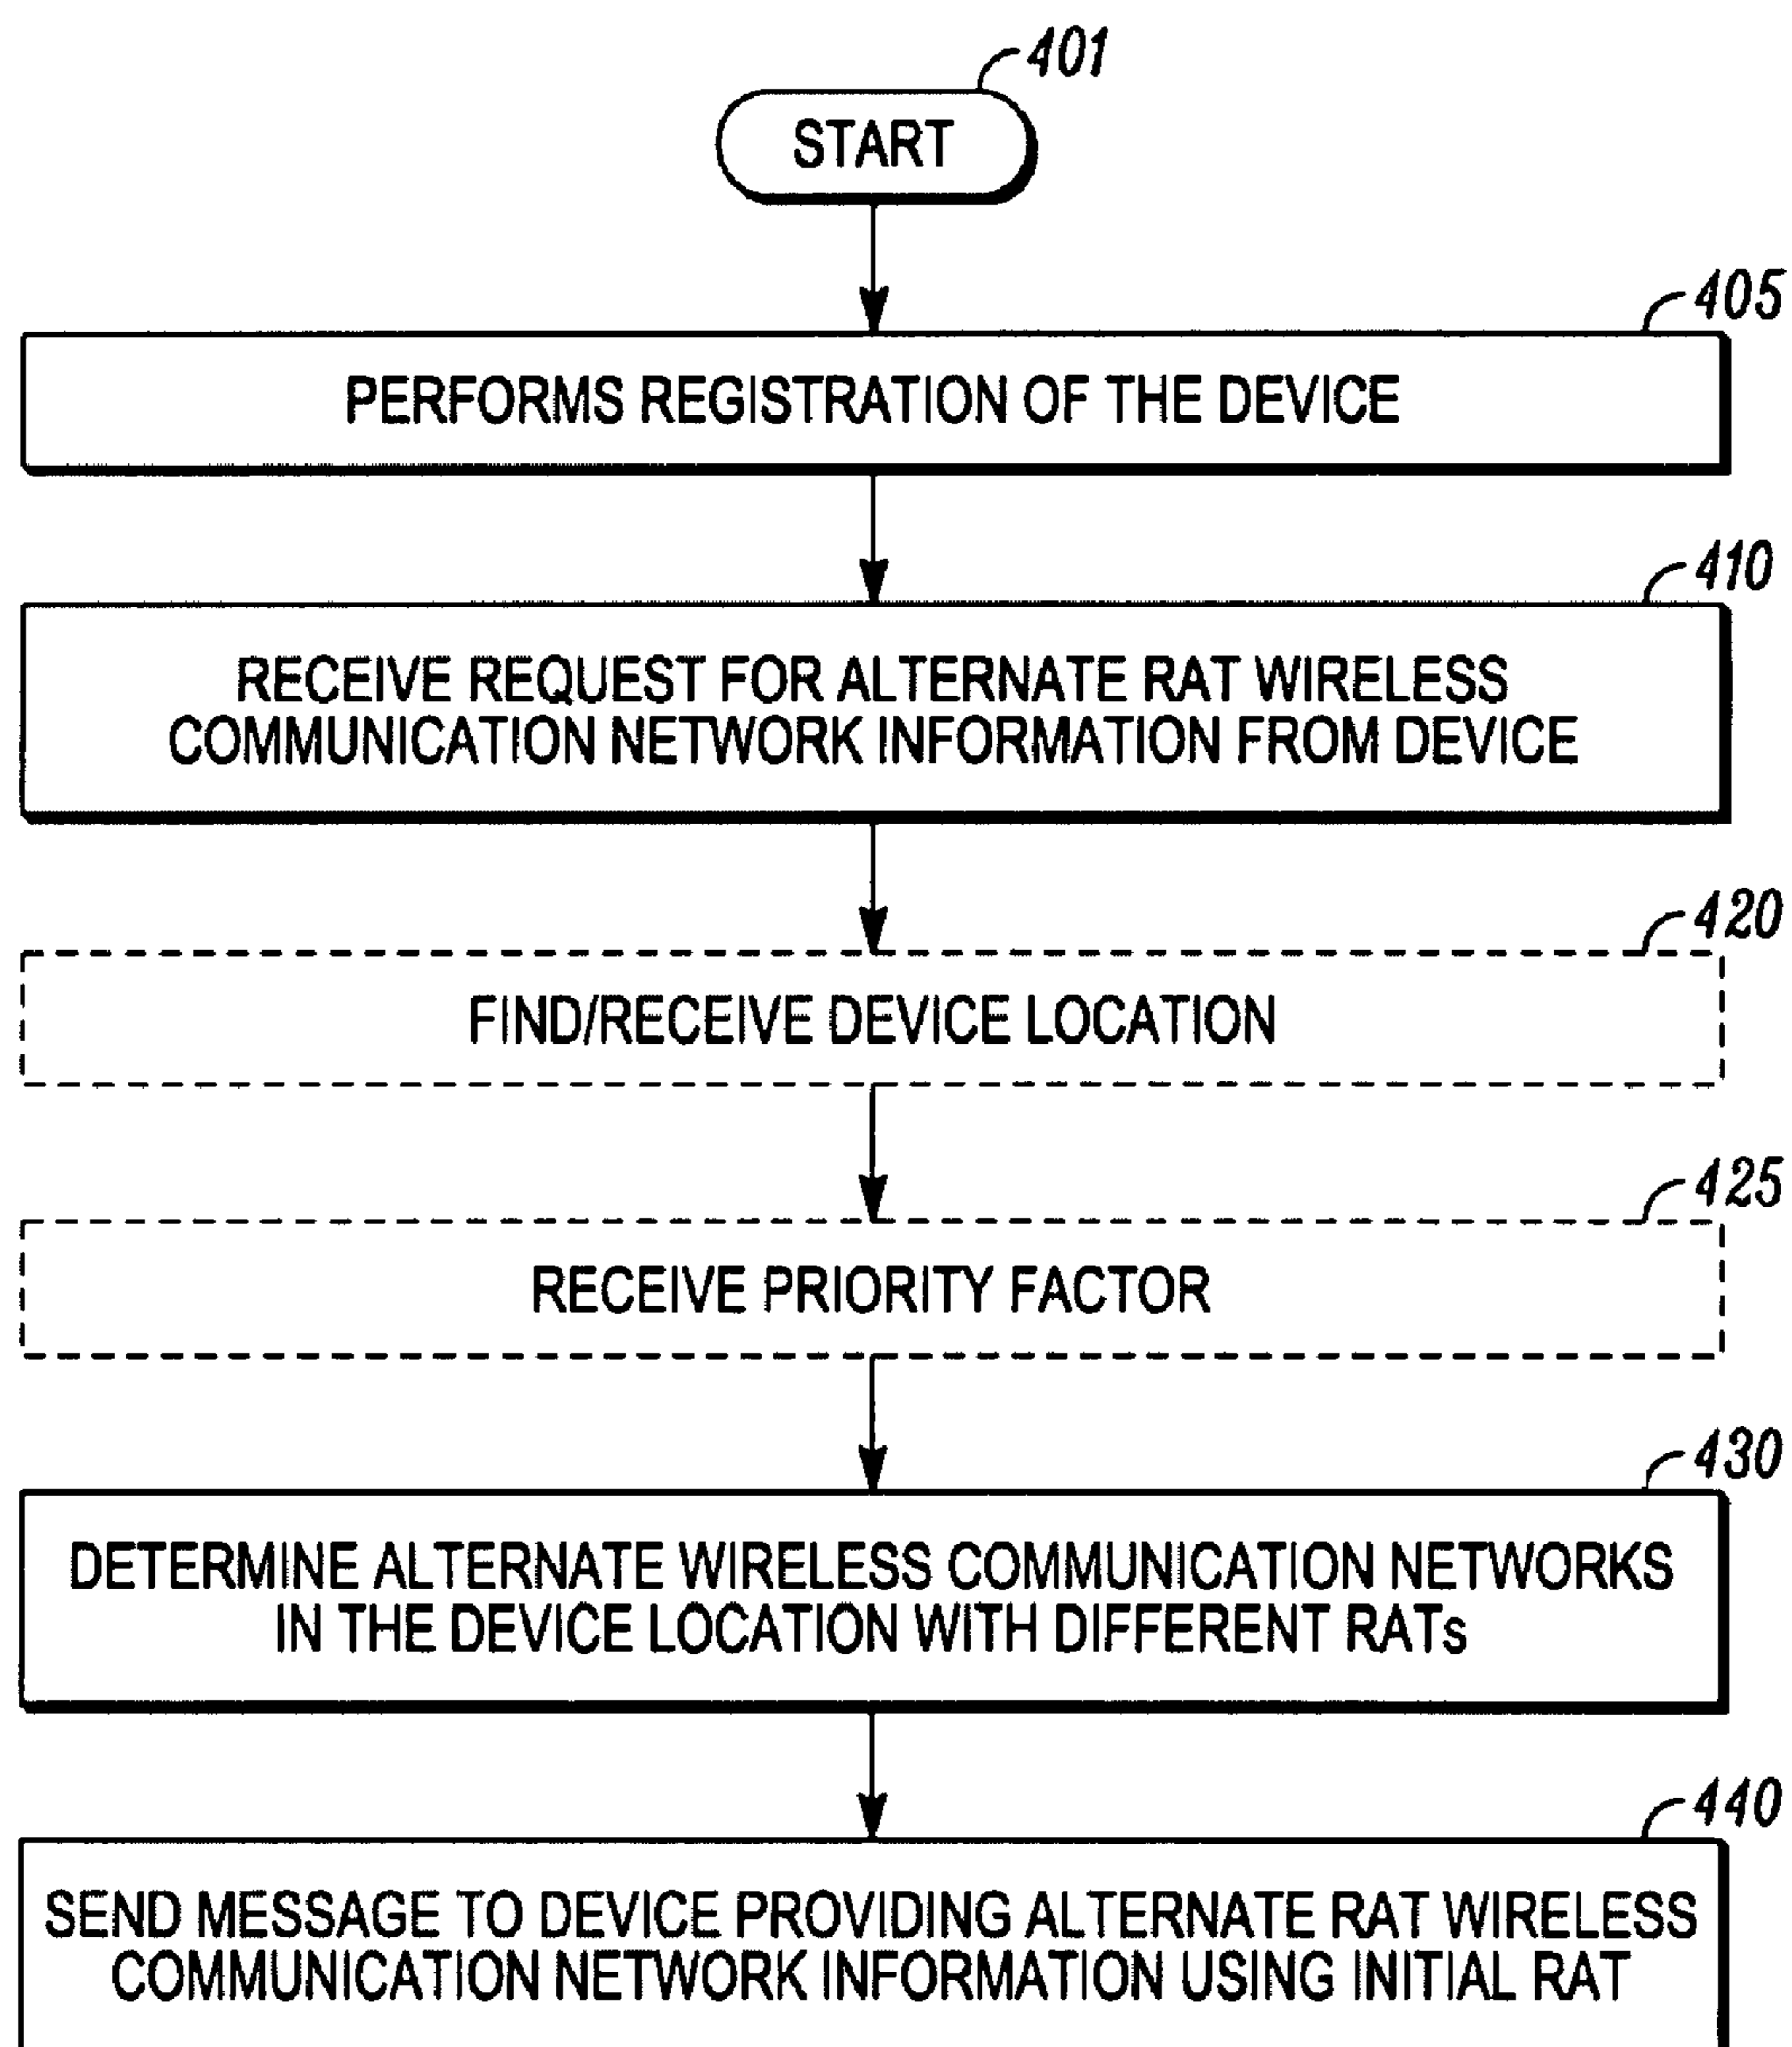 401
START
405
PERFORMS REGISTRATION OF THE DEVICE
410
RECEIVE REQUEST FOR ALTERNATE RAT WIRELESS
COMMUNICATION NETWORK INFORMATION FROM DEVICE
420
FIND/RECEIVE DEVICE LOCATION
425
RECEIVE PRIORITY FACTOR
430
DETERMINE ALTERNATE WIRELESS COMMUNICATION NETWORKS
IN THE DEVICE LOCATION WITH DIFFERENT RATs
440
SEND MESSAGE TO DEVICE PROVIDING ALTERNATE RAT WIRELESS
COMMUNICATION NETWORK INFORMATION USING INITIAL RAT